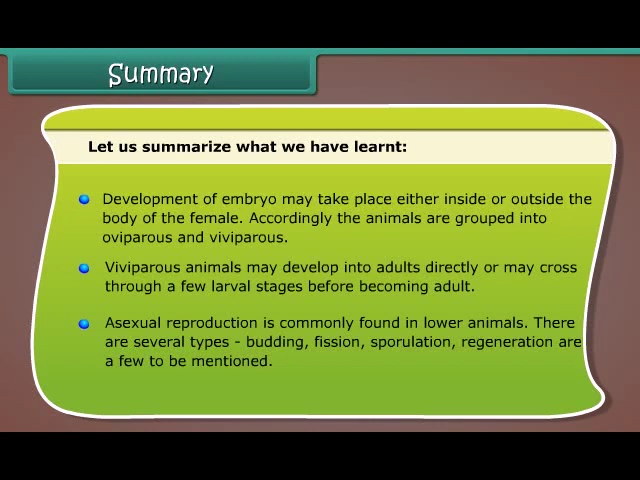 Summary
Let us summarize what we have learnt:
Development of embryo may take place either inside or outside the
body of the female. Accordingly the animals are grouped into
oviparous and viviparous.
Viviparous animals may develop into adults directly or may cross
through a few larval stages before becoming adult.
Asexual reproduction is commonly found in lower animals. There
are several types - budding, fission, sporulation, regeneration are
a few to be mentioned.